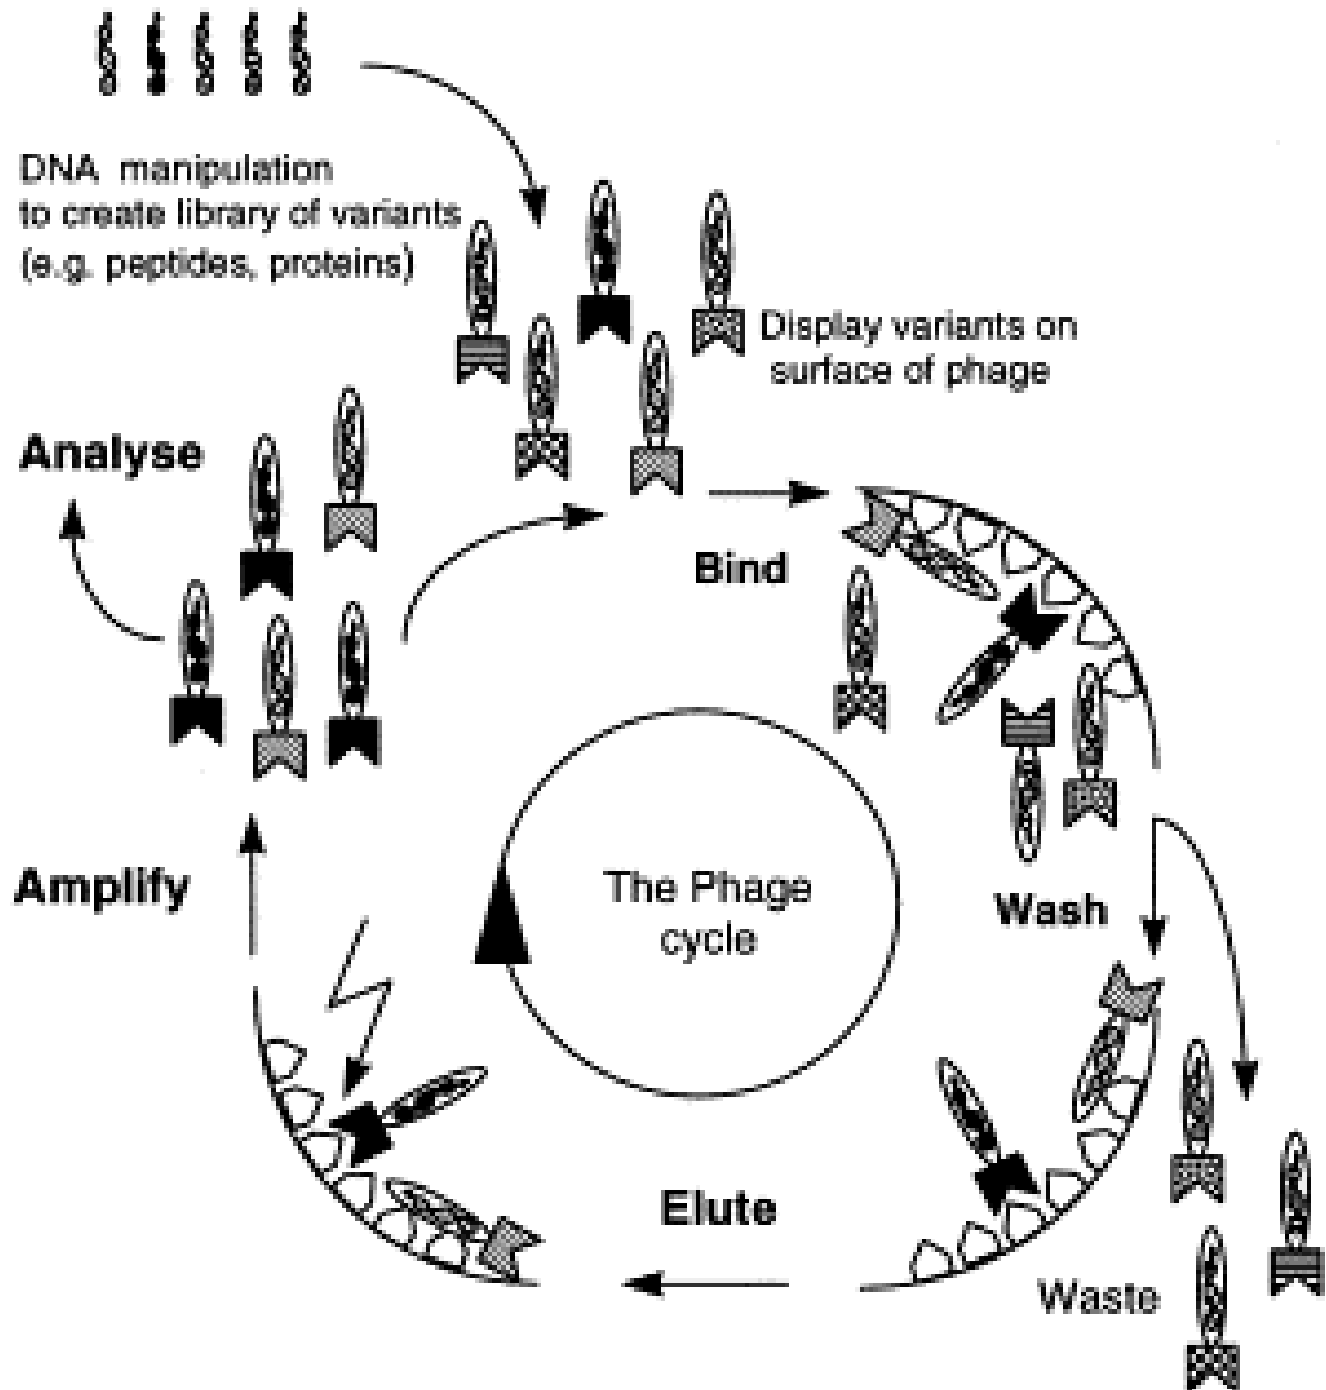 DNA manipulation
to create library of variants
(e.g. peptides, proteins)
Display variants on
surface of phage
Analyse
Bind
The Phage
cycle
Wash
Amplify
Elute
Waste